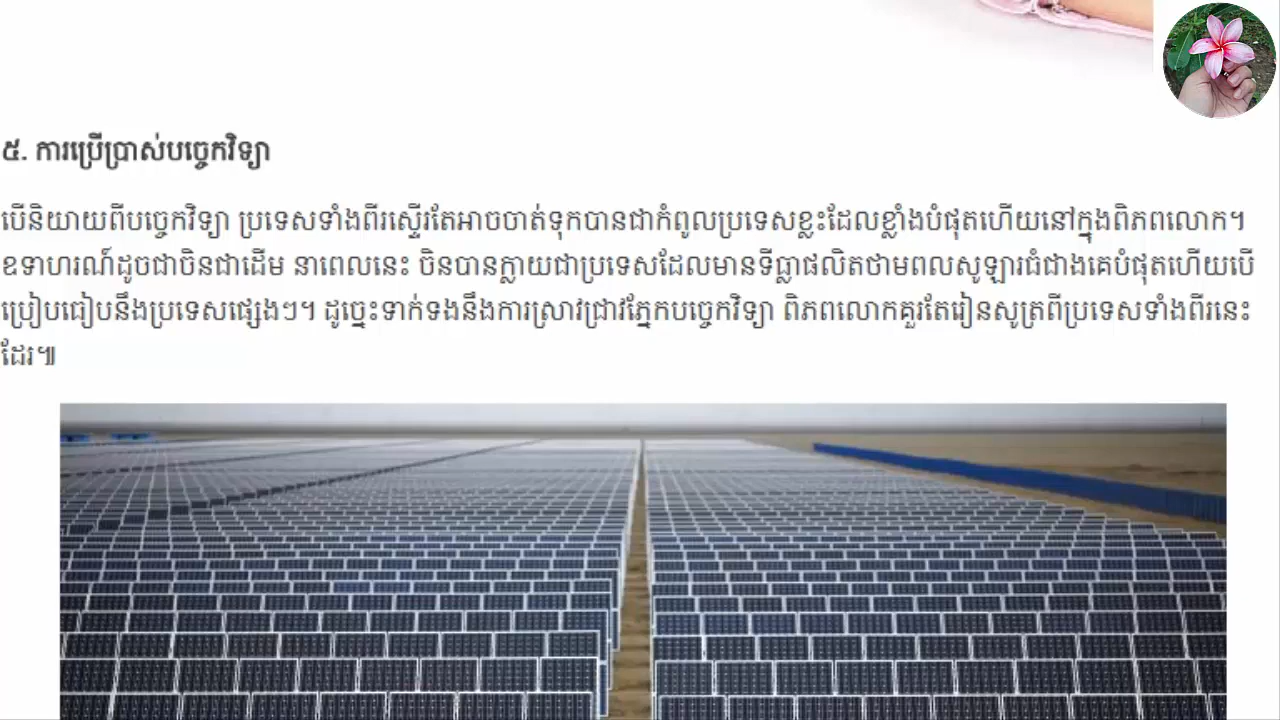 ៥. ការប្រើប្រាស់បច្ចេកវិទ្យា
បើនិយាយពីបច្ចេកវិទ្យា ប្រទេសទាំងពីរស្ទើរតែអាចចាត់ទុកបានជាកំពូលប្រទេសខ្លះដែលខ្លាំងបំផុតហើយនៅក្នុងពិភពលោក។
ឧទាហរណ៍ដូចជាចិនជាដើម នាពេលនេះ ចិនបានក្លាយជាប្រទេសដែលមានទីធ្លាផលិតថាមពលសូឡារធំជាងគេបំផុតហើយបើ
ប្រៀបធៀបនឹងប្រទេសផ្សេងៗ។ ដូច្នេះទាក់ទងនឹងការស្រាវជ្រាវភ្នែកបច្ចេកវិទ្យា ពិភពលោកគួរតែរៀនសូត្រពីប្រទេសទាំងពីរនេះ
ដែរ៕